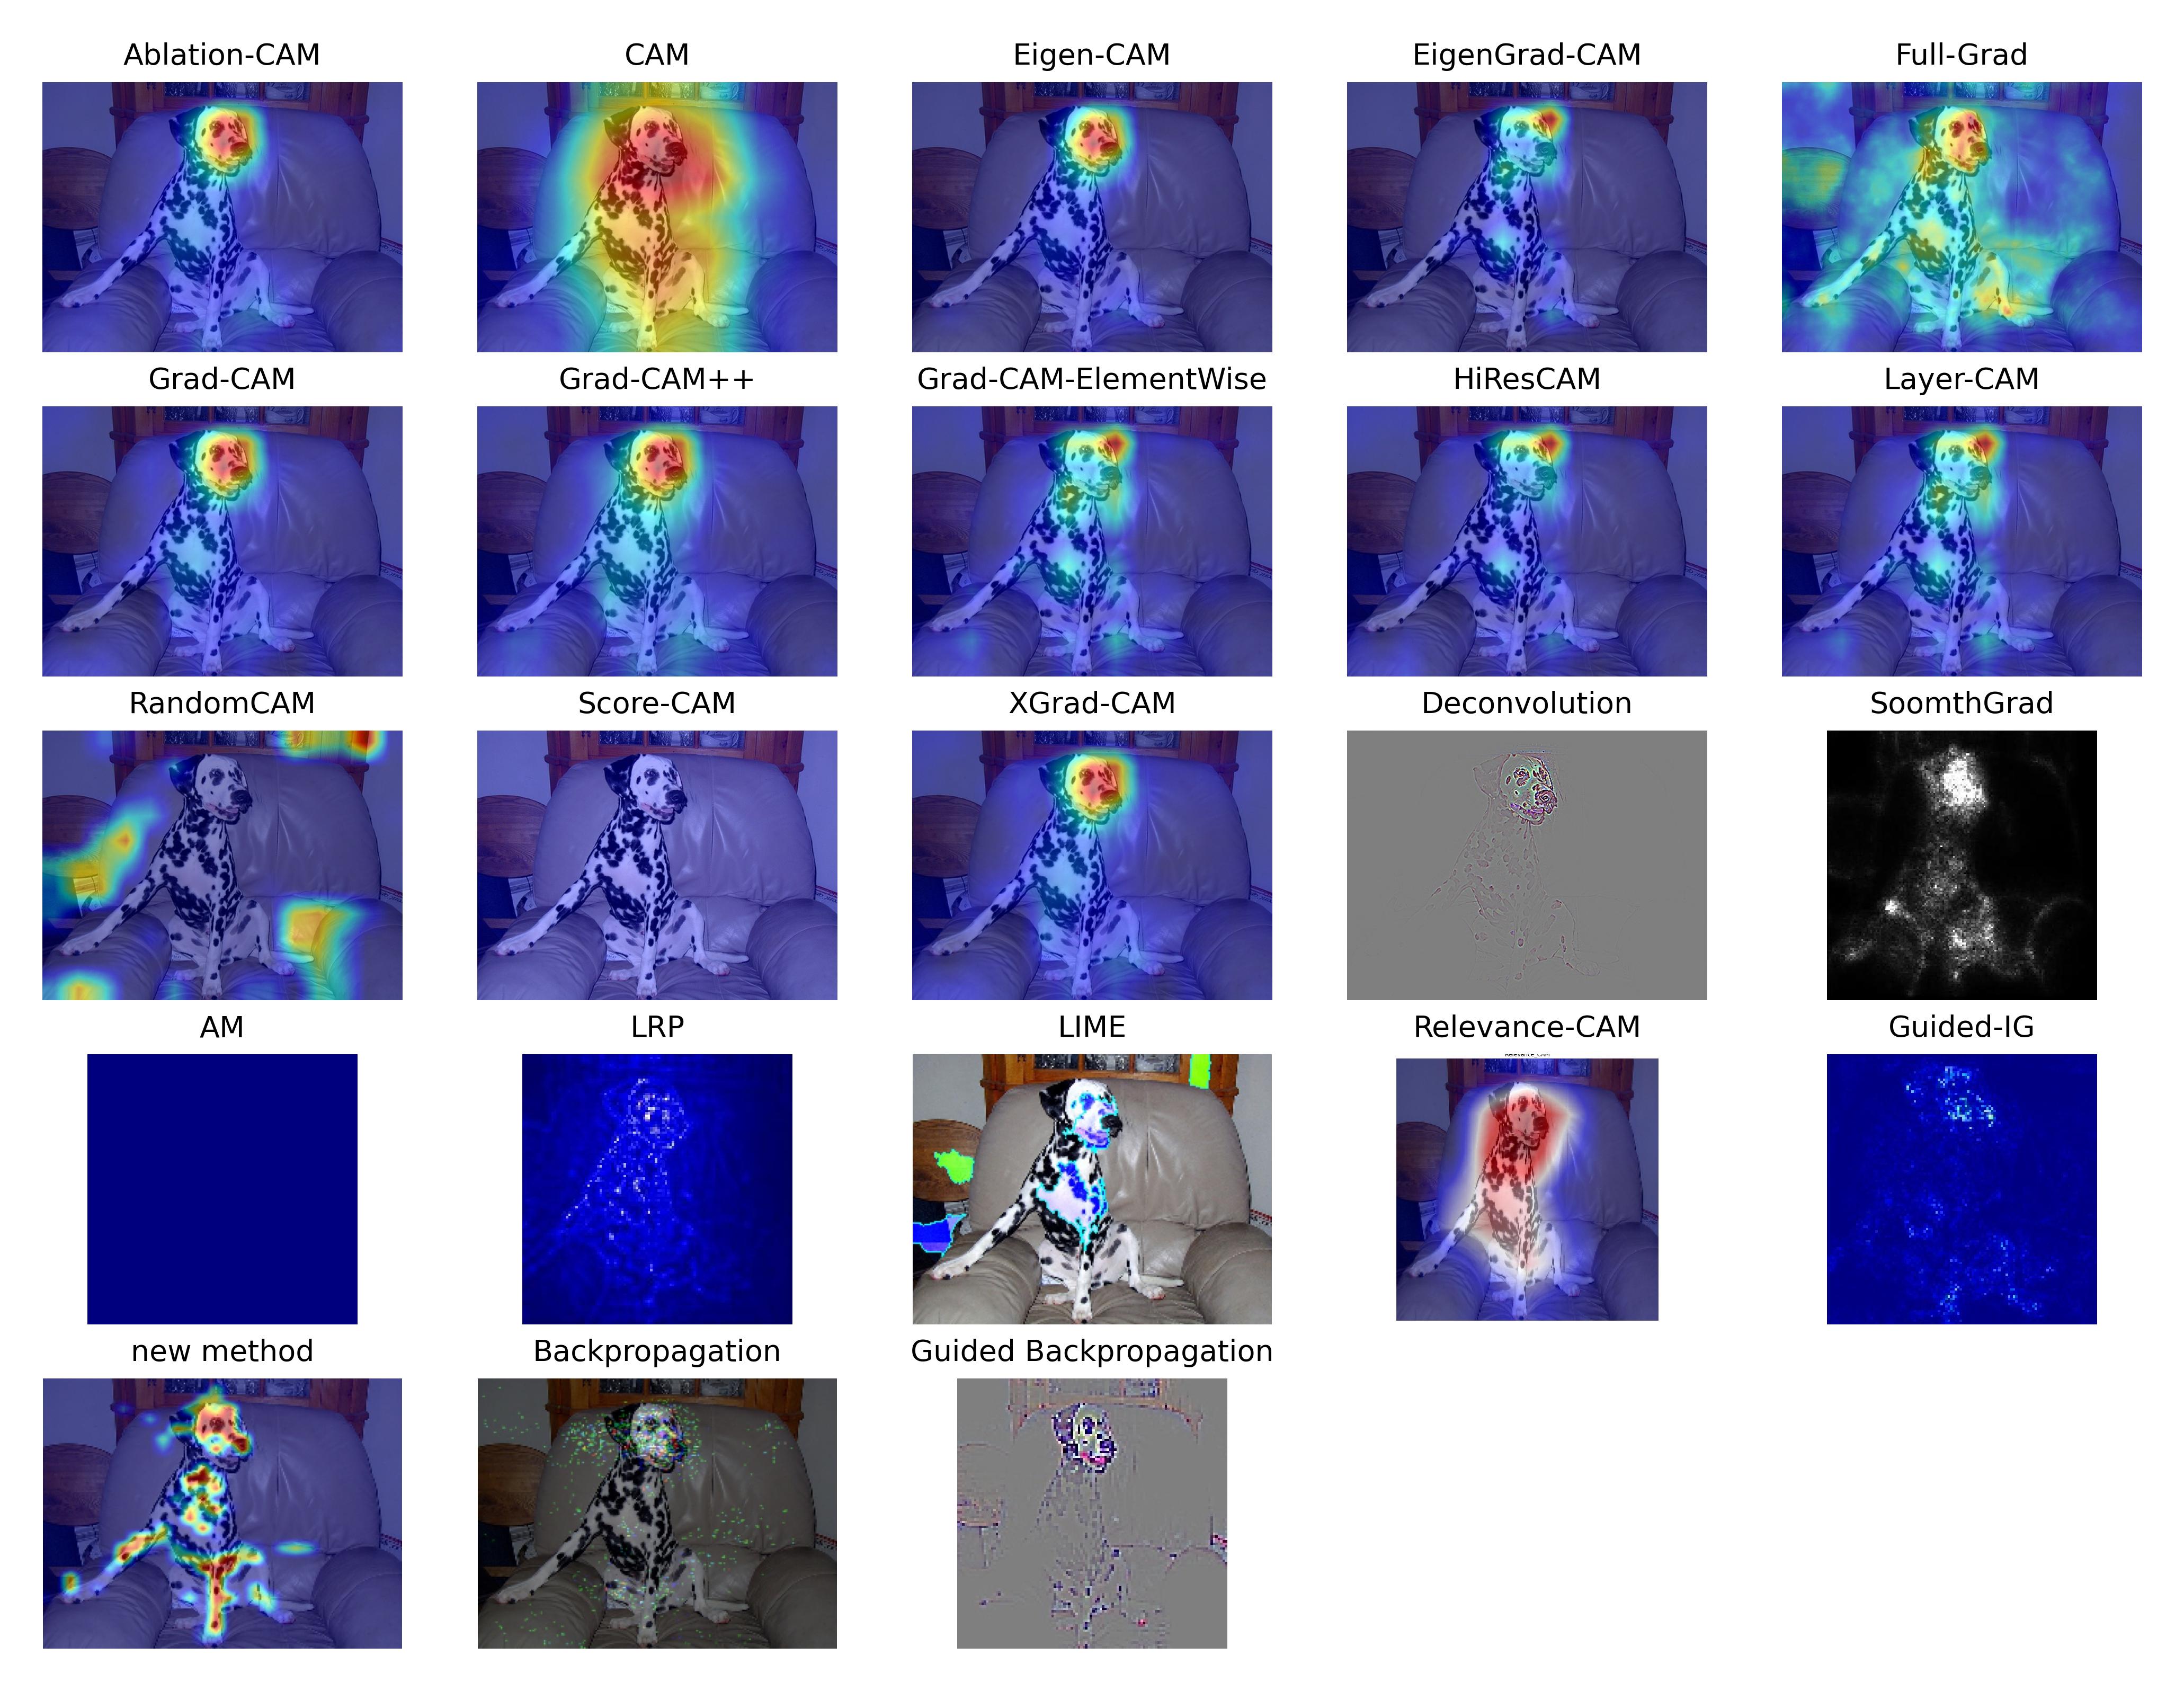 Ablation-CAM
CAM
Eigen-CAM
EigenGrad-CAM
Full-Grad
Grad-CAM
Grad-CAM++
Grad-CAM-ElementWise
HiResCAM
Layer-CAM
RandomCAM
Score-CAM
XGrad-CAM
Deconvolution
SoomthGrad
AM
LRP
LIME
Relevance-CAM
Guided-IG
new method
Backpropagation
Guided Backpropagation